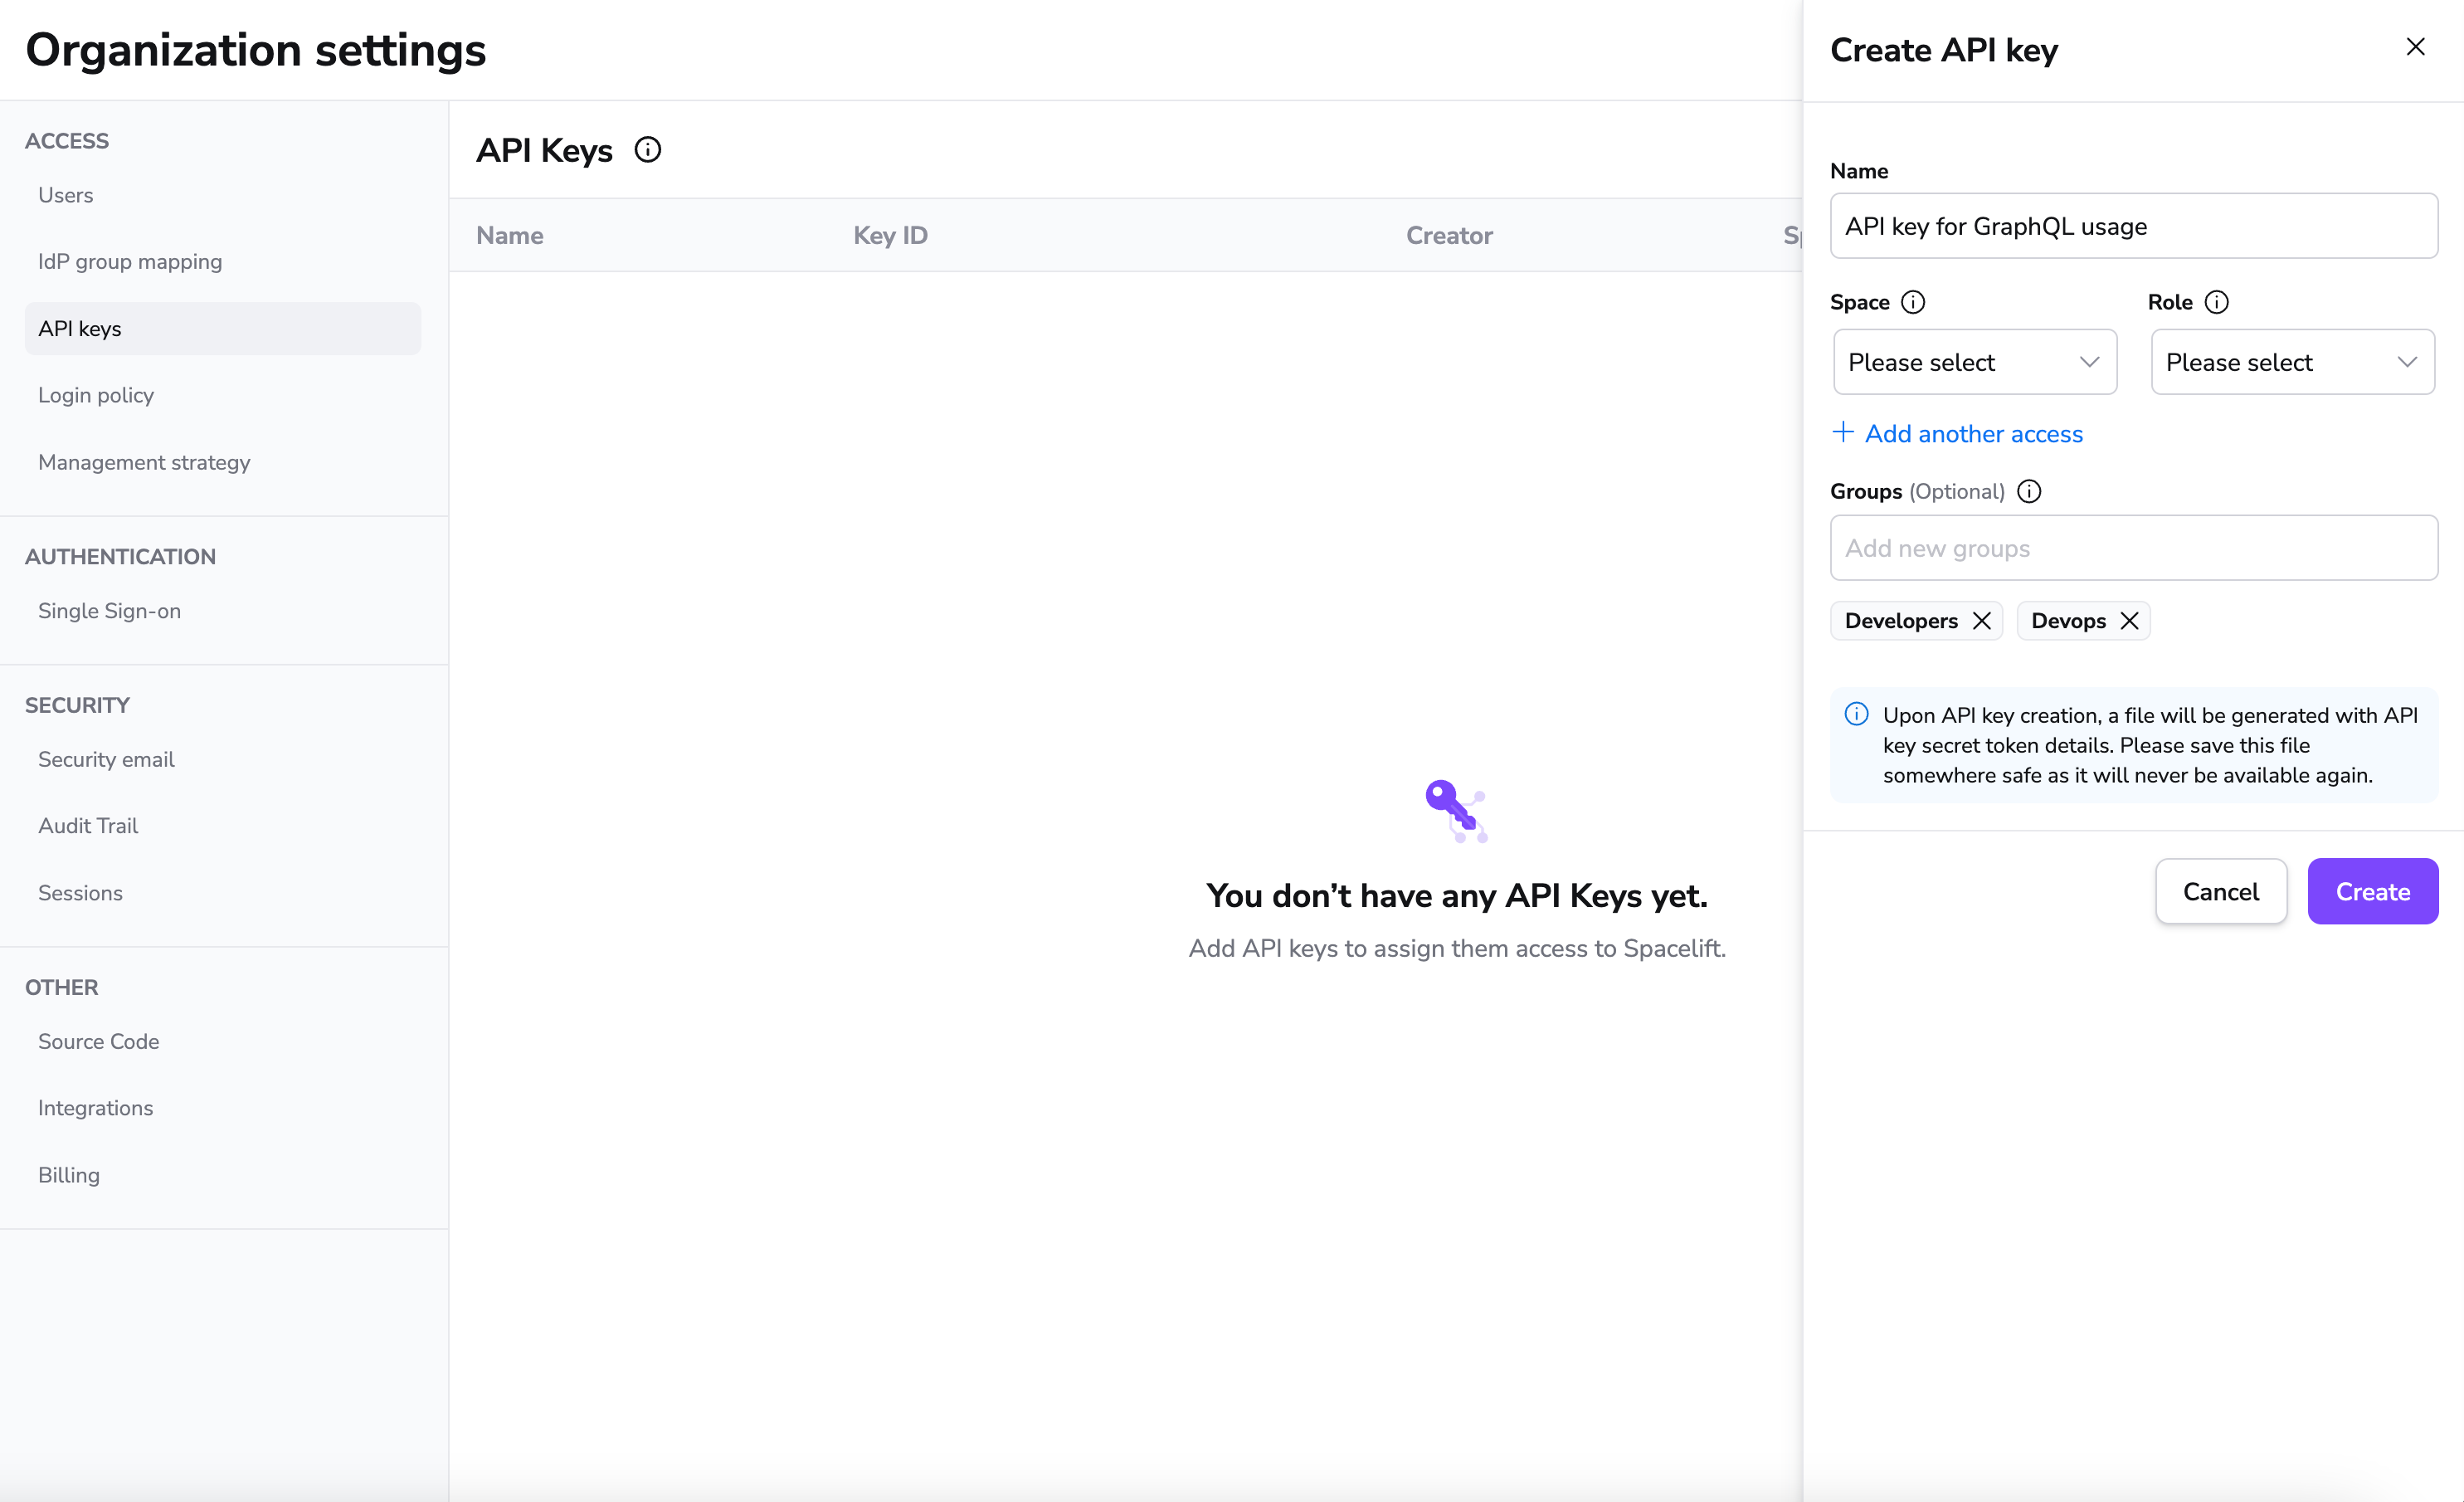 Organization settings
ACCESS
Users
IdP group mapping
API keys
Login policy
Management strategy
AUTHENTICATION
Single Sign-on
SECURITY
Security email
Audit Trail
Sessions
OTHER
Source Code
Integrations
Billing
API Keys
Name Key ID Creator
You don’t have any API Keys yet.
Add API keys to assign them access to Spacelift.
Create API key
Name
API key for GraphQL usage
Space Role
Please select Please select
Add another access
Groups (Optional)
Add new groups
Developers Devops
Upon API key creation, a file will be generated with API
key secret token details. Please save this file
somewhere safe as it will never be available again.
Cancel Create